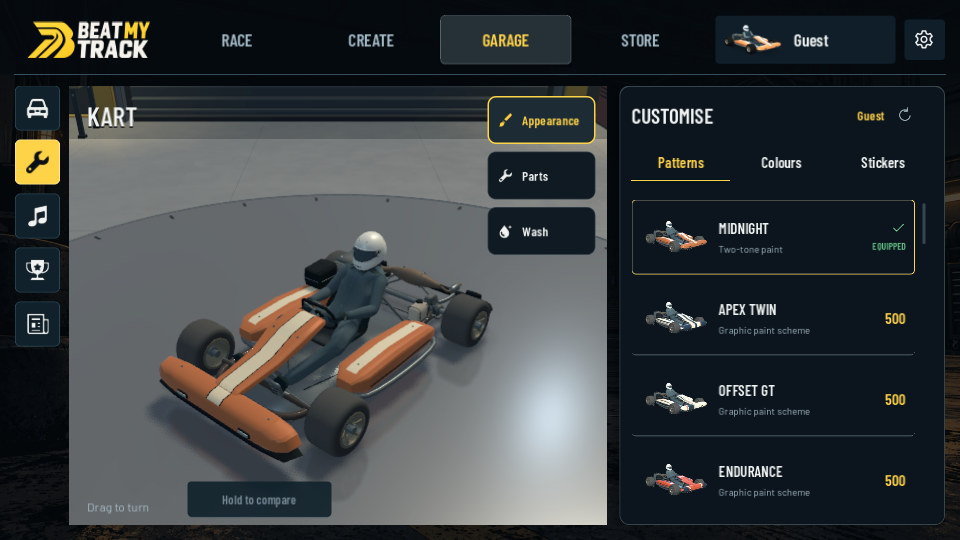 BEAT MY
TRACK
RACE
CREATE
GARAGE
STORE
Guest
KART
Appearance
Parts
Wash
Drag to turn
Hold to compare
CUSTOMISE
Guest
Patterns
Colours
Stickers
MIDNIGHT
Two-tone paint
EQUIPPED
APEX TWIN
Graphic paint scheme
500
OFFSET GT
Graphic paint scheme
500
ENDURANCE
Graphic paint scheme
500